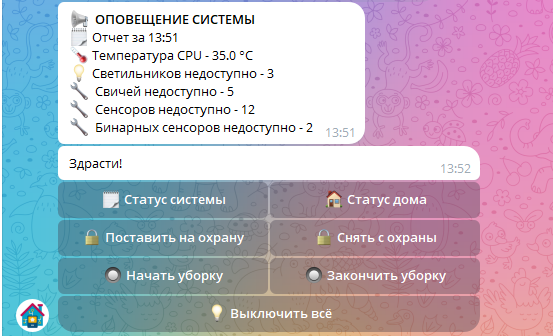 ОПОВЕЩЕНИЕ СИСТЕМЫ
Отчет за 13:51
Температура CPU - 35.0 °C
Светильников недоступно - 3
Свичей недоступно - 5
Сенсоров недоступно - 12
Бинарных сенсоров недоступно - 2 13:51
Здрасти! 13:52
Статус системы Статус дома
Поставить на охрану Снять с охраны
Начать уборку Закончить уборку
Выключить всё